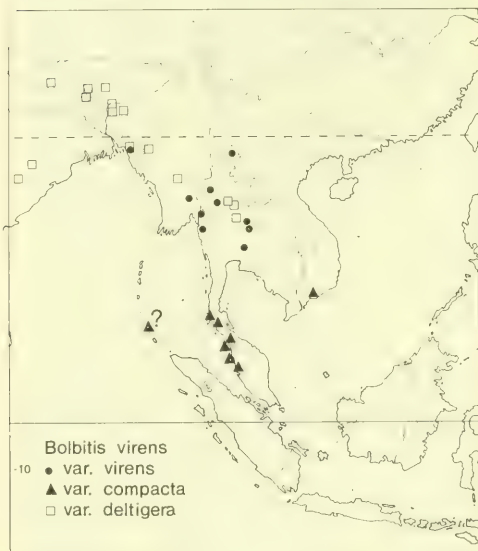 ?
Bolbitis virens
● var. virens
-10 ▲ var. compacta
□ var. deltigera